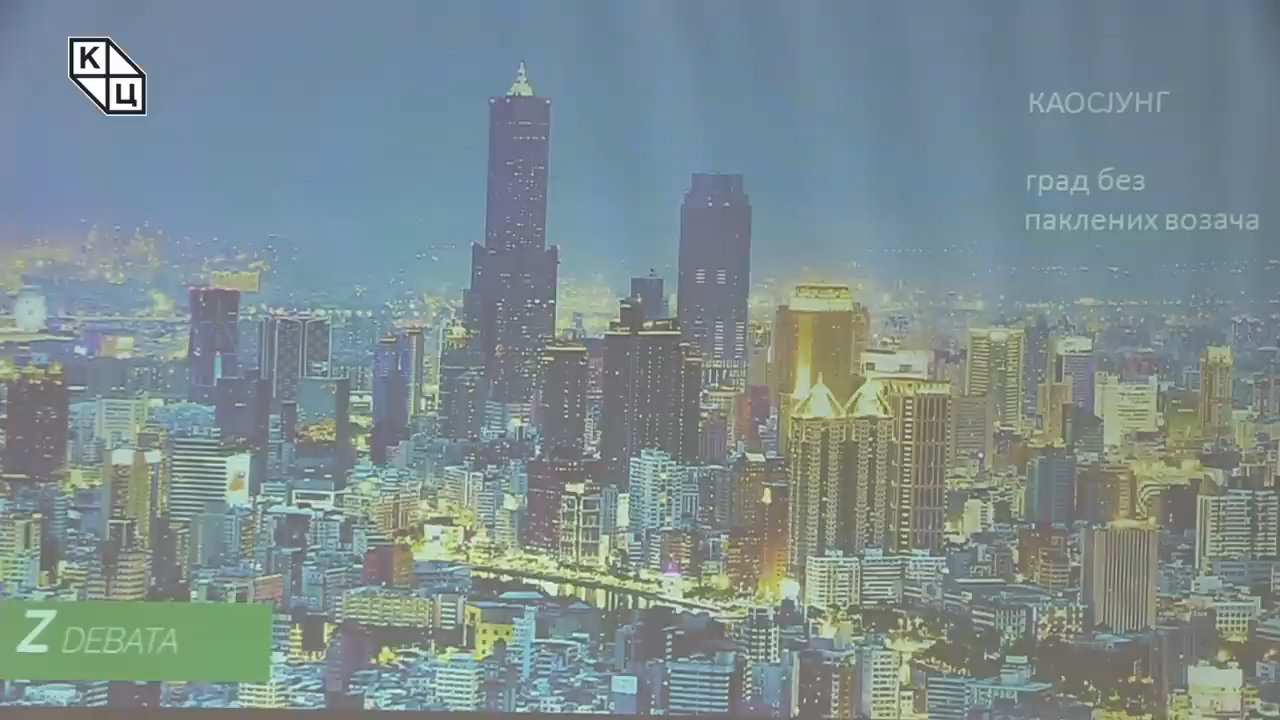 К
Ц
КАОСЈУНГ
град без
паклених возача
Z DEBATA